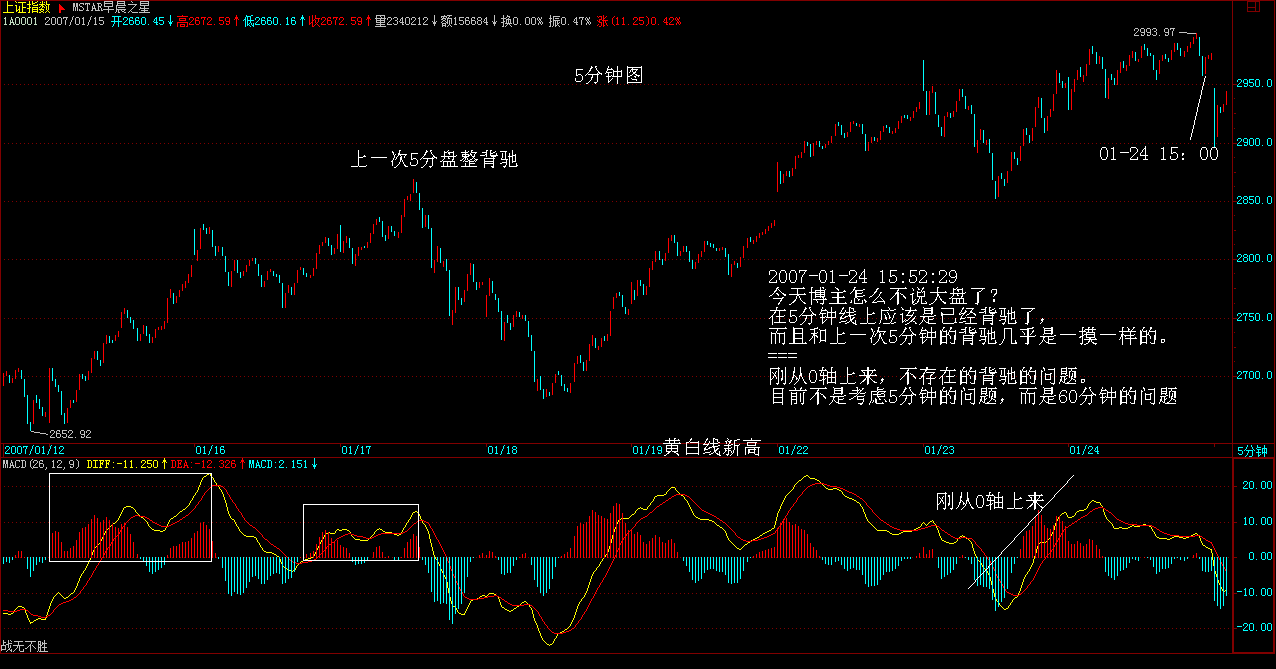 上证指数 MSTAR早晨之星
1A0001 2007/01/15 开2660.45↓高2672.59↑低2660.16↑收2672.59↑量2340212↓额156684↓换0.00% 振0.47% 涨(11.25)0.42%
2993.97
5分钟图
2950.0
2900.0
上一次5分盘整背驰
01-24 15：00
2850.0
2800.0
2007-01-24 15:52:29
今天博主怎么不说大盘了？
在5分钟线上应该是已经背驰了，
2750.0
而且和上一次5分钟的背驰几乎是一摸一样的。
===
刚从0轴上来，不存在的背驰的问题。
2700.0
目前不是考虑5分钟的问题，而是60分钟的问题
2652.92
2007/01/12 01/16 01/17 01/18 01/19 黄白线新高 01/22 01/23 01/24 5分钟
MACD(26,12,9) DIFF:-11.250↑DEA:-12.326↑MACD:2.151↓
20.00
刚从0轴上来
10.00
0.00
-10.00
-20.00
战无不胜